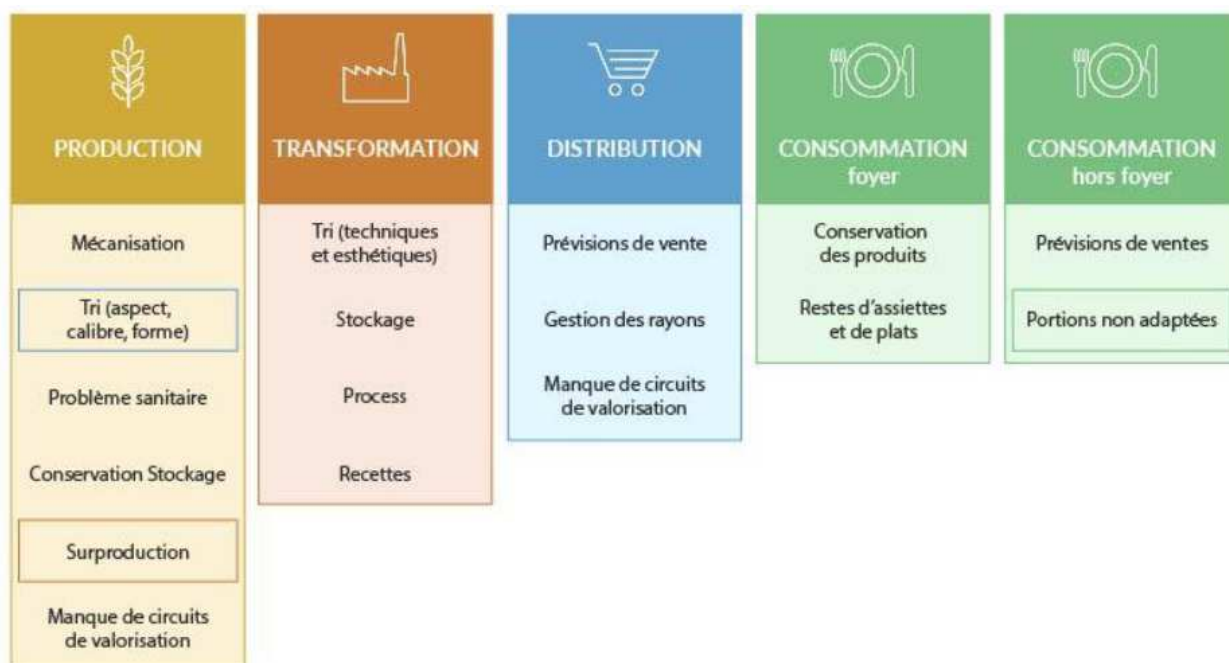 PRODUCTION
Mécanisation
Tri (aspect,
calibre, forme)
Problème sanitaire
Conservation Stockage
Surproduction
Manque de circuits
de valorisation
TRANSFORMATION
Tri (techniques
et esthétiques)
Stockage
Process
Recettes
DISTRIBUTION
Prévisions de vente
Gestion des rayons
Manque de circuits
de valorisation
CONSOMMATION
foyer
Conservation
des produits
Restes d'assiettes
et de plats
CONSOMMATION
hors foyer
Prévisions de ventes
Portions non adaptées